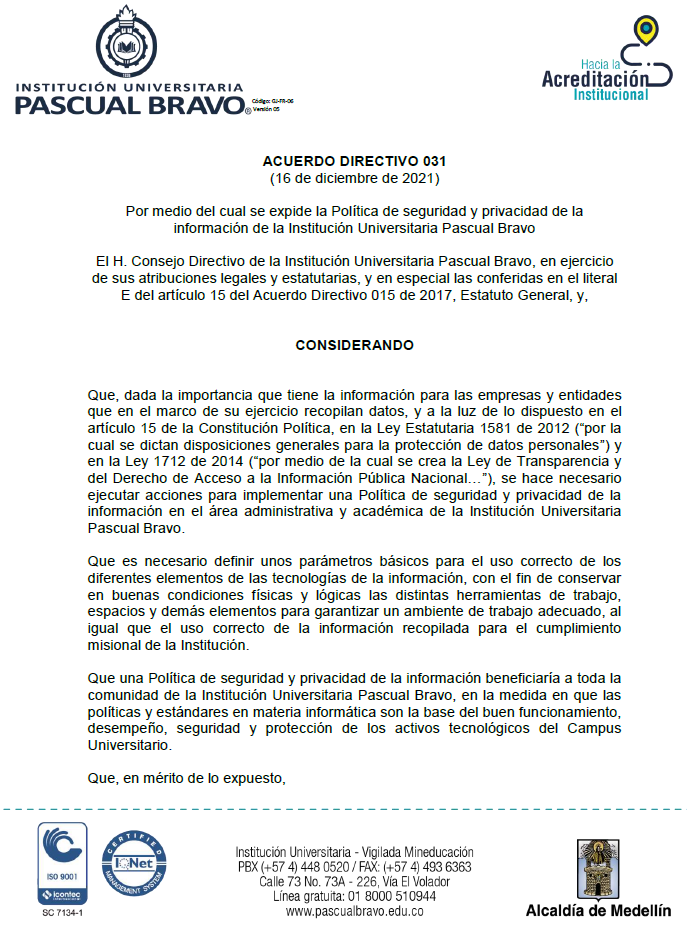 INSTITUCIÓN UNIVERSITARIA
PASCUAL BRAVO®
Código: GJ-FR-06
Versión 05
Hacia la
Acreditación
Institucional
ACUERDO DIRECTIVO 031
(16 de diciembre de 2021)
Por medio del cual se expide la Política de seguridad y privacidad de la
información de la Institución Universitaria Pascual Bravo
El H. Consejo Directivo de la Institución Universitaria Pascual Bravo, en ejercicio
de sus atribuciones legales y estatutarias, y en especial las conferidas en el literal
E del artículo 15 del Acuerdo Directivo 015 de 2017, Estatuto General, y,
CONSIDERANDO
Que, dada la importancia que tiene la información para las empresas y entidades
que en el marco de su ejercicio recopilan datos, y a la luz de lo dispuesto en el
artículo 15 de la Constitución Política, en la Ley Estatutaria 1581 de 2012 (“por la
cual se dictan disposiciones generales para la protección de datos personales”) y
en la Ley 1712 de 2014 (“por medio de la cual se crea la Ley de Transparencia y
del Derecho de Acceso a la Información Pública Nacional…”), se hace necesario
ejecutar acciones para implementar una Política de seguridad y privacidad de la
información en el área administrativa y académica de la Institución Universitaria
Pascual Bravo.
Que es necesario definir unos parámetros básicos para el uso correcto de los
diferentes elementos de las tecnologías de la información, con el fin de conservar
en buenas condiciones físicas y lógicas las distintas herramientas de trabajo,
espacios y demás elementos para garantizar un ambiente de trabajo adecuado, al
igual que el uso correcto de la información recopilada para el cumplimiento
misional de la Institución.
Que una Política de seguridad y privacidad de la información beneficiaría a toda la
comunidad de la Institución Universitaria Pascual Bravo, en la medida en que las
políticas y estándares en materia informática son la base del buen funcionamiento,
desempeño, seguridad y protección de los activos tecnológicos del Campus
Universitario.
Que, en mérito de lo expuesto,
ISO 9001
icontec
SC 7134-1
CERTIFIED
IQNet
MANAGEMENT SYSTEM
Institución Universitaria - Vigilada Mineducación
PBX (+57 4) 448 0520 / FAX: (+57 4) 493 6363
Calle 73 No. 73A - 226, Vía El Volador
Línea gratuita: 01 8000 510944
www.pascualbravo.edu.co
Alcaldía de Medellín